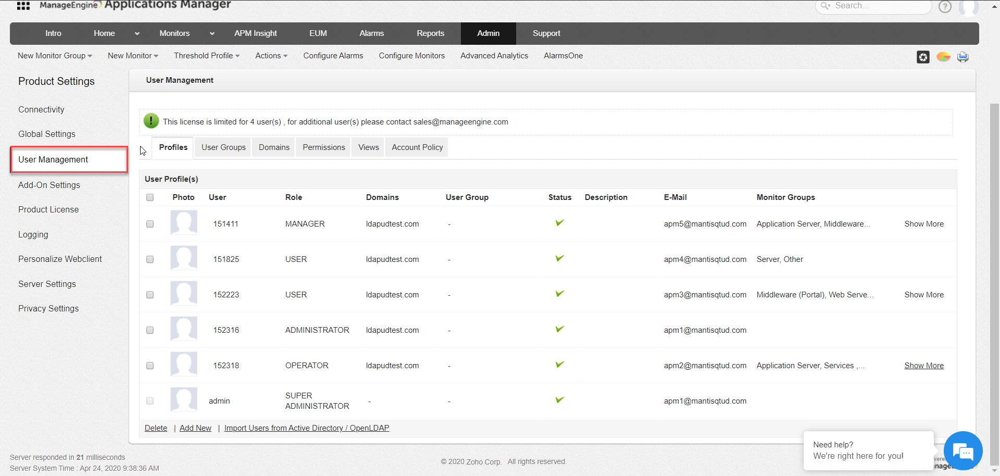 ManageEngine Applications Manager
Search...
?
Intro Home Monitors APM Insight EUM Alarms Reports Admin Support
New Monitor Group New Monitor Threshold Profile Actions Configure Alarms Configure Monitors Advanced Analytics AlarmsOne
Product Settings
Connectivity
Global Settings
User Management
Add-On Settings
Product License
Logging
Personalize Webclient
Server Settings
Privacy Settings
User Management
This license is limited for 4 user(s) , for additional user(s) please contact sales@manageengine.com
Profiles User Groups Domains Permissions Views Account Policy
User Profile(s)
Photo User Role Domains User Group Status Description E-Mail Monitor Groups
151411 MANAGER ldapudtest.com - apm5@mantisqtud.com Application Server, Middleware... Show More
151825 USER ldapudtest.com - apm4@mantisqtud.com Server, Other
152223 USER ldapudtest.com - apm3@mantisqtud.com Middleware (Portal), Web Serve... Show More
152316 ADMINISTRATOR ldapudtest.com - apm1@mantisqtud.com
152318 OPERATOR ldapudtest.com - apm2@mantisqtud.com Application Server, Services ,... Show More
admin SUPER ADMINISTRATOR - - apm1@mantisqtud.com
Delete | Add New | Import Users from Active Directory / OpenLDAP
Server responded in 21 milliseconds
Server System Time : Apr 24, 2020 9:38:36 AM
© 2020 Zoho Corp. All rights reserved.
Need help?
We're right here for you!